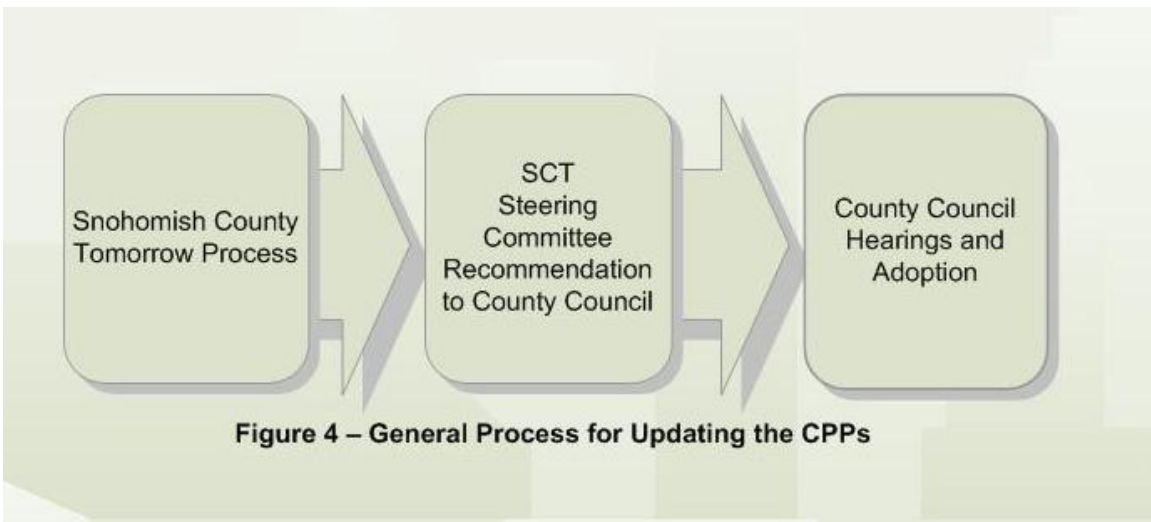 Snohomish County
Tomorrow Process
SCT
Steering
Committee
Recommendation
to County Council
County Council
Hearings and
Adoption
Figure 4 – General Process for Updating the CPPs